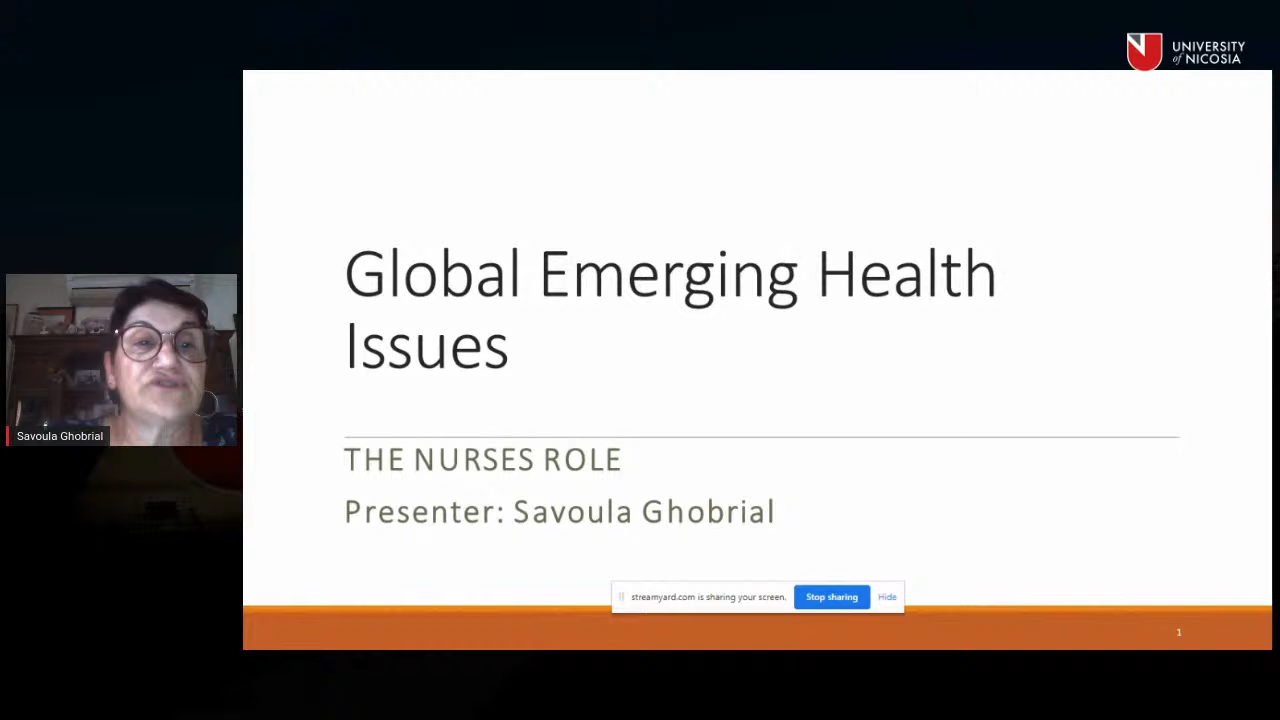 UNIVERSITY
of NICOSIA
Global Emerging Health
Issues
THE NURSES ROLE
Presenter: Savoula Ghobrial
Savoula Ghobrial
streamyard.com is sharing your screen.
Stop sharing
Hide
1